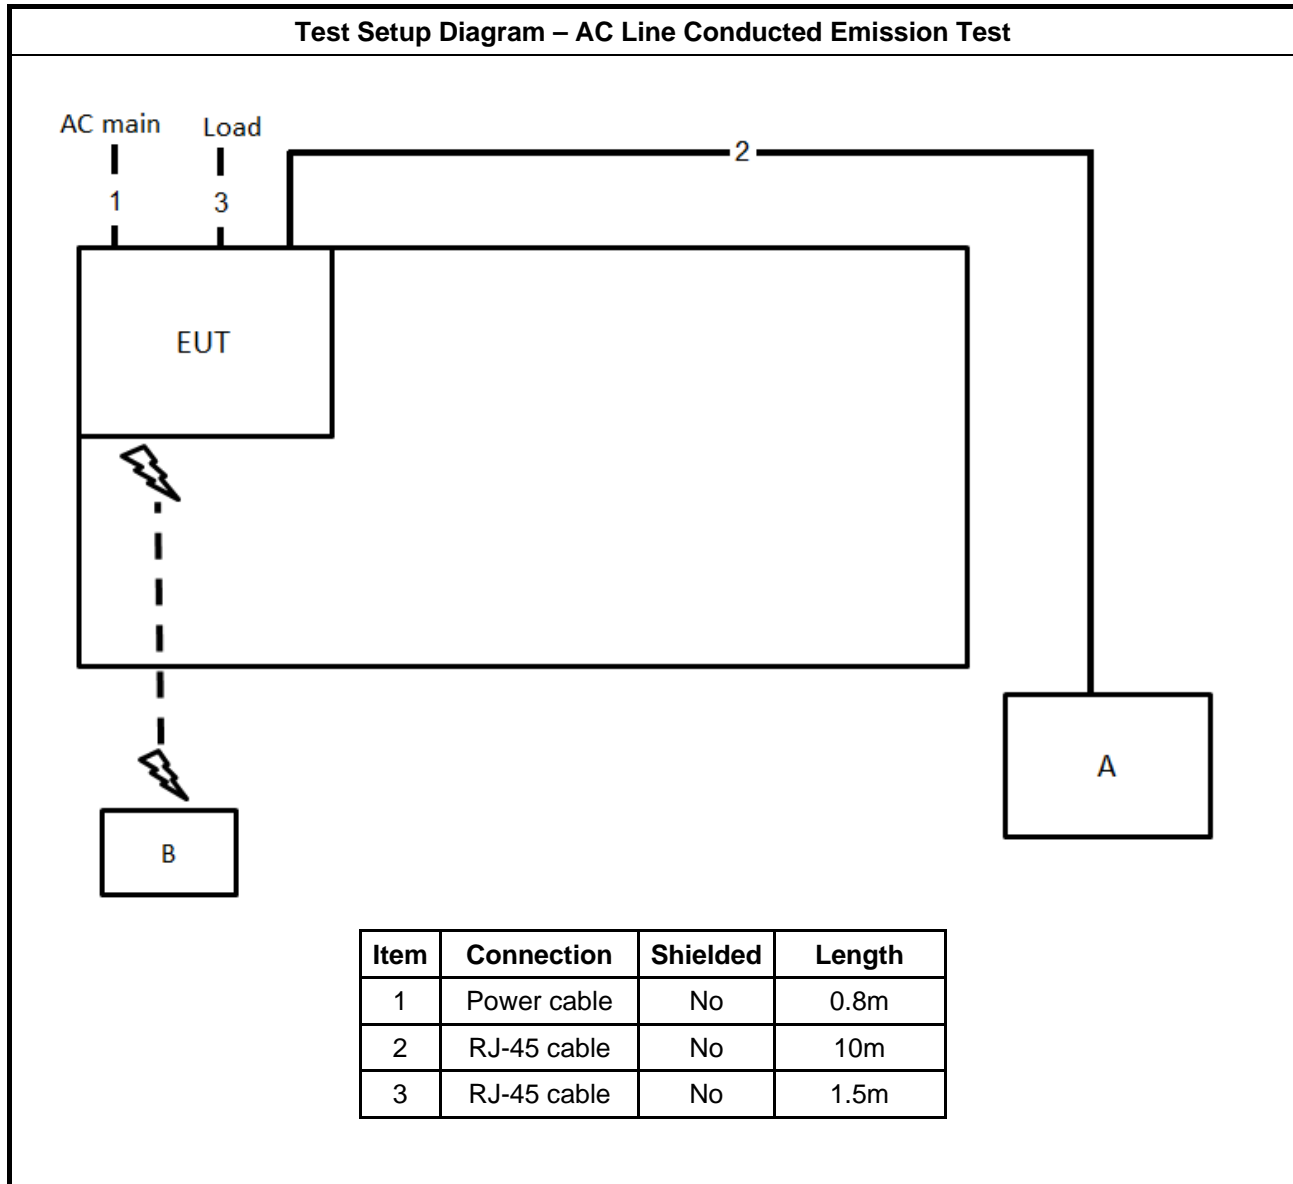 Test Setup Diagram – AC Line Conducted Emission Test
AC main
Load
2
1
3
EUT
A
B
Item Connection Shielded Length
1 Power cable No 0.8m
2 RJ-45 cable No 10m
3 RJ-45 cable No 1.5m